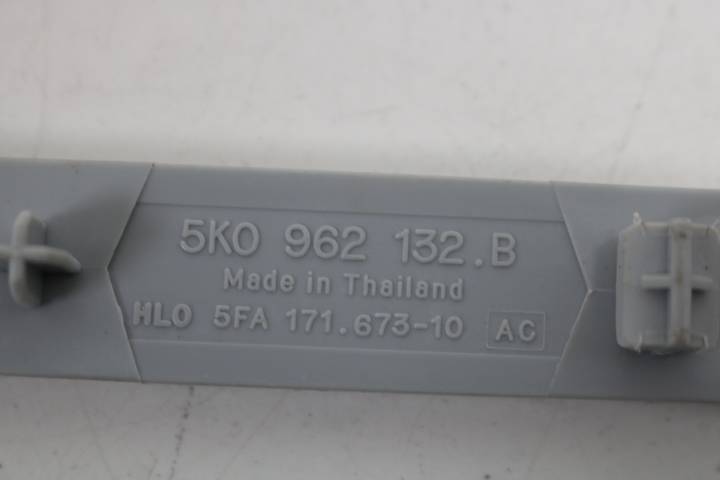 5K0 962 132.B
Made in Thailand
HLO 5FA 171.673-10 AC